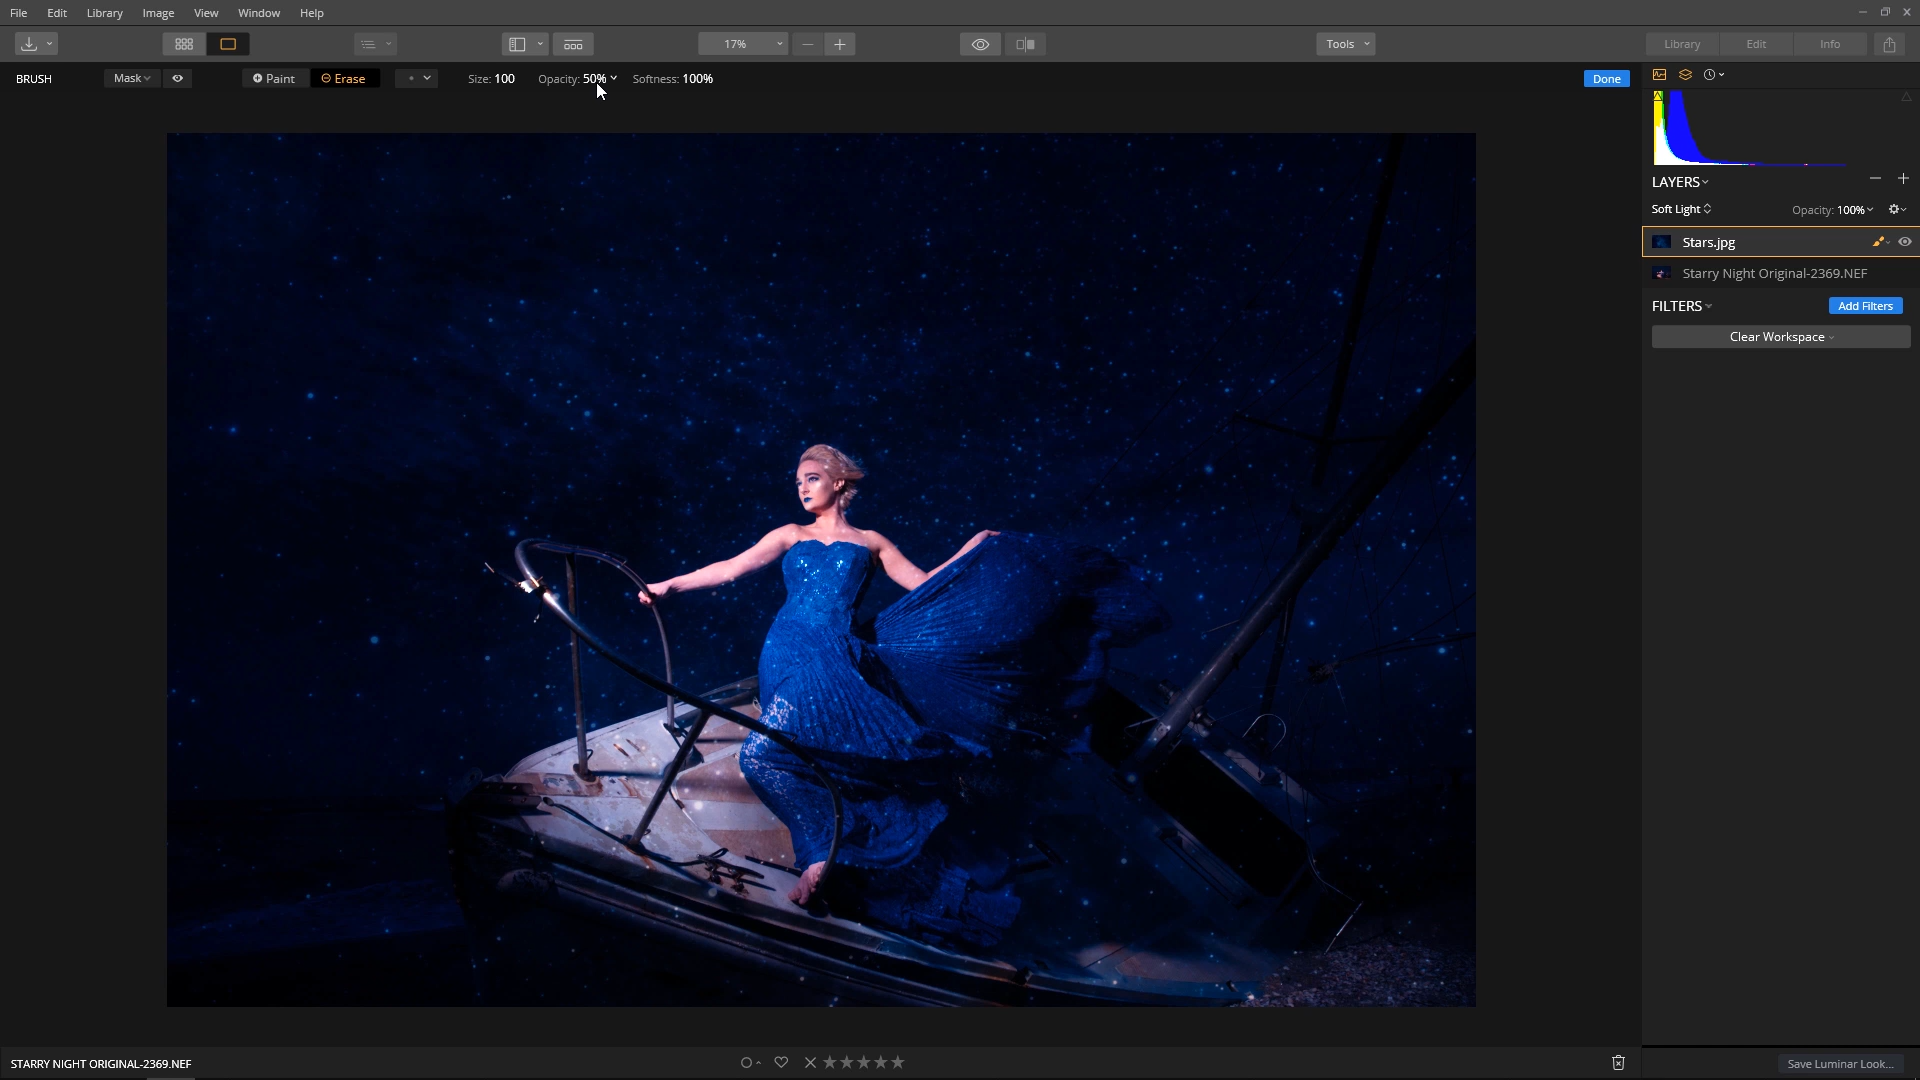 File Edit Library Image View Window Help
17% Tools Library Edit Info
BRUSH Mask Paint Erase Size: 100 Opacity: 50% Softness: 100% Done
LAYERS
Soft Light Opacity: 100%
Stars.jpg
Starry Night Original-2369.NEF
FILTERS Add Filters
Clear Workspace
STARRY NIGHT ORIGINAL-2369.NEF Save Luminar Look...